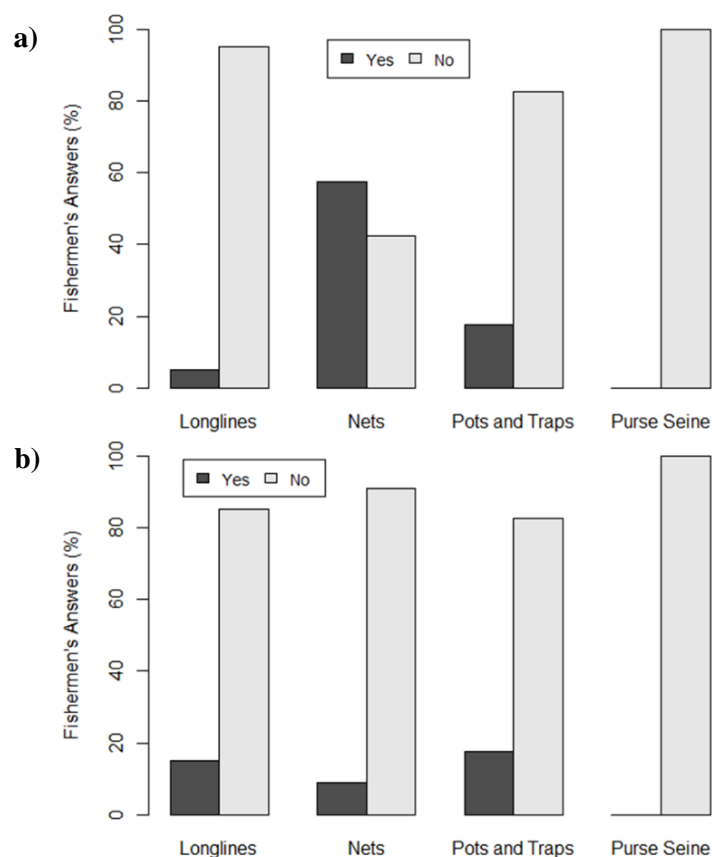 a)
Fishermen's Answers (%)
100
80
60
40
20
0
Yes No
Longlines Nets Pots and Traps Purse Seine
b)
Fishermen's Answers (%)
100
80
60
40
20
0
Yes No
Longlines Nets Pots and Traps Purse Seine